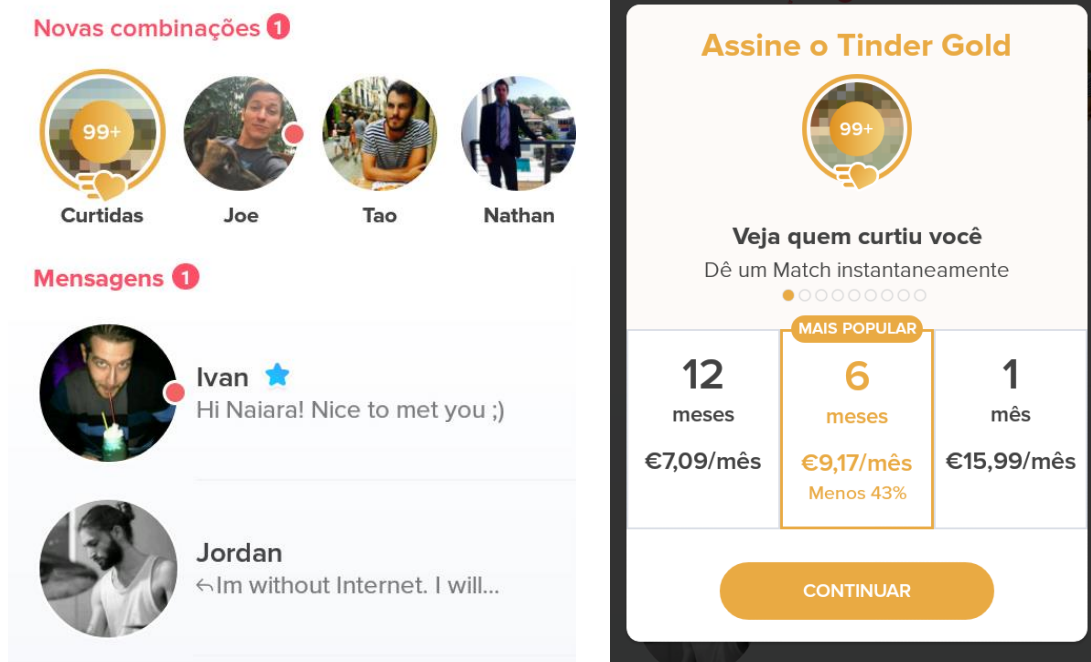 Novas combinações 1
99+
Curtidas
Joe
Tao
Nathan
Mensagens 1
Ivan
Hi Naiara! Nice to met you ;)
Jordan
Im without Internet. I will...
Assine o Tinder Gold
99+
Veja quem curtiu você
Dê um Match instantaneamente
MAIS POPULAR
12
meses
€7,09/mês
6
meses
€9,17/mês
Menos 43%
1
mês
€15,99/mês
CONTINUAR